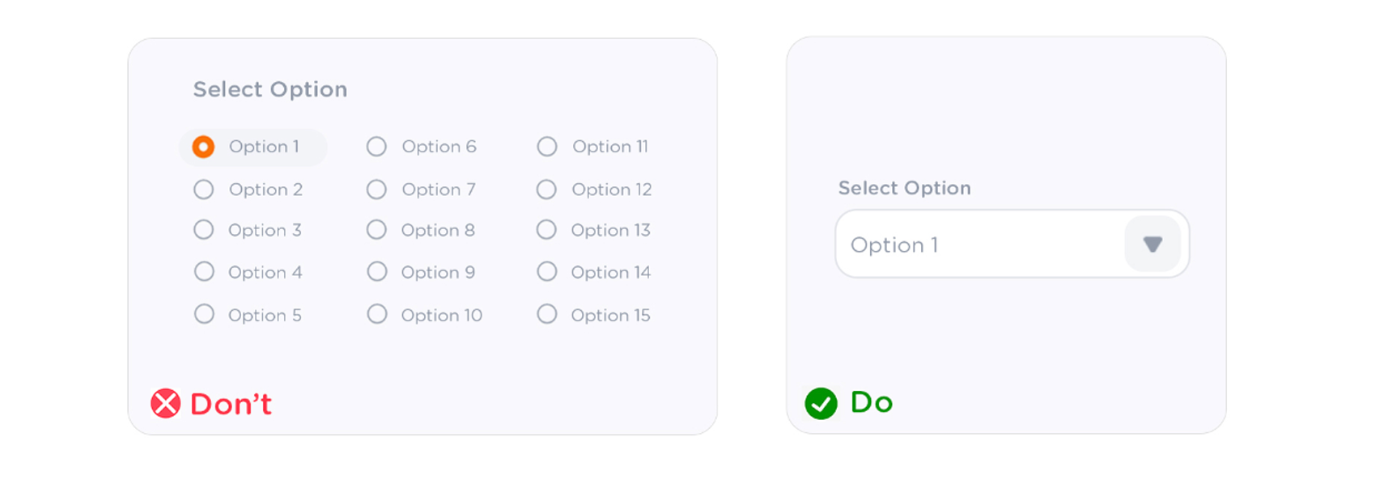 Select Option
Option 1 Option 6 Option 11
Option 2 Option 7 Option 12
Option 3 Option 8 Option 13
Option 4 Option 9 Option 14
Option 5 Option 10 Option 15
Don't
Select Option
Option 1
Do